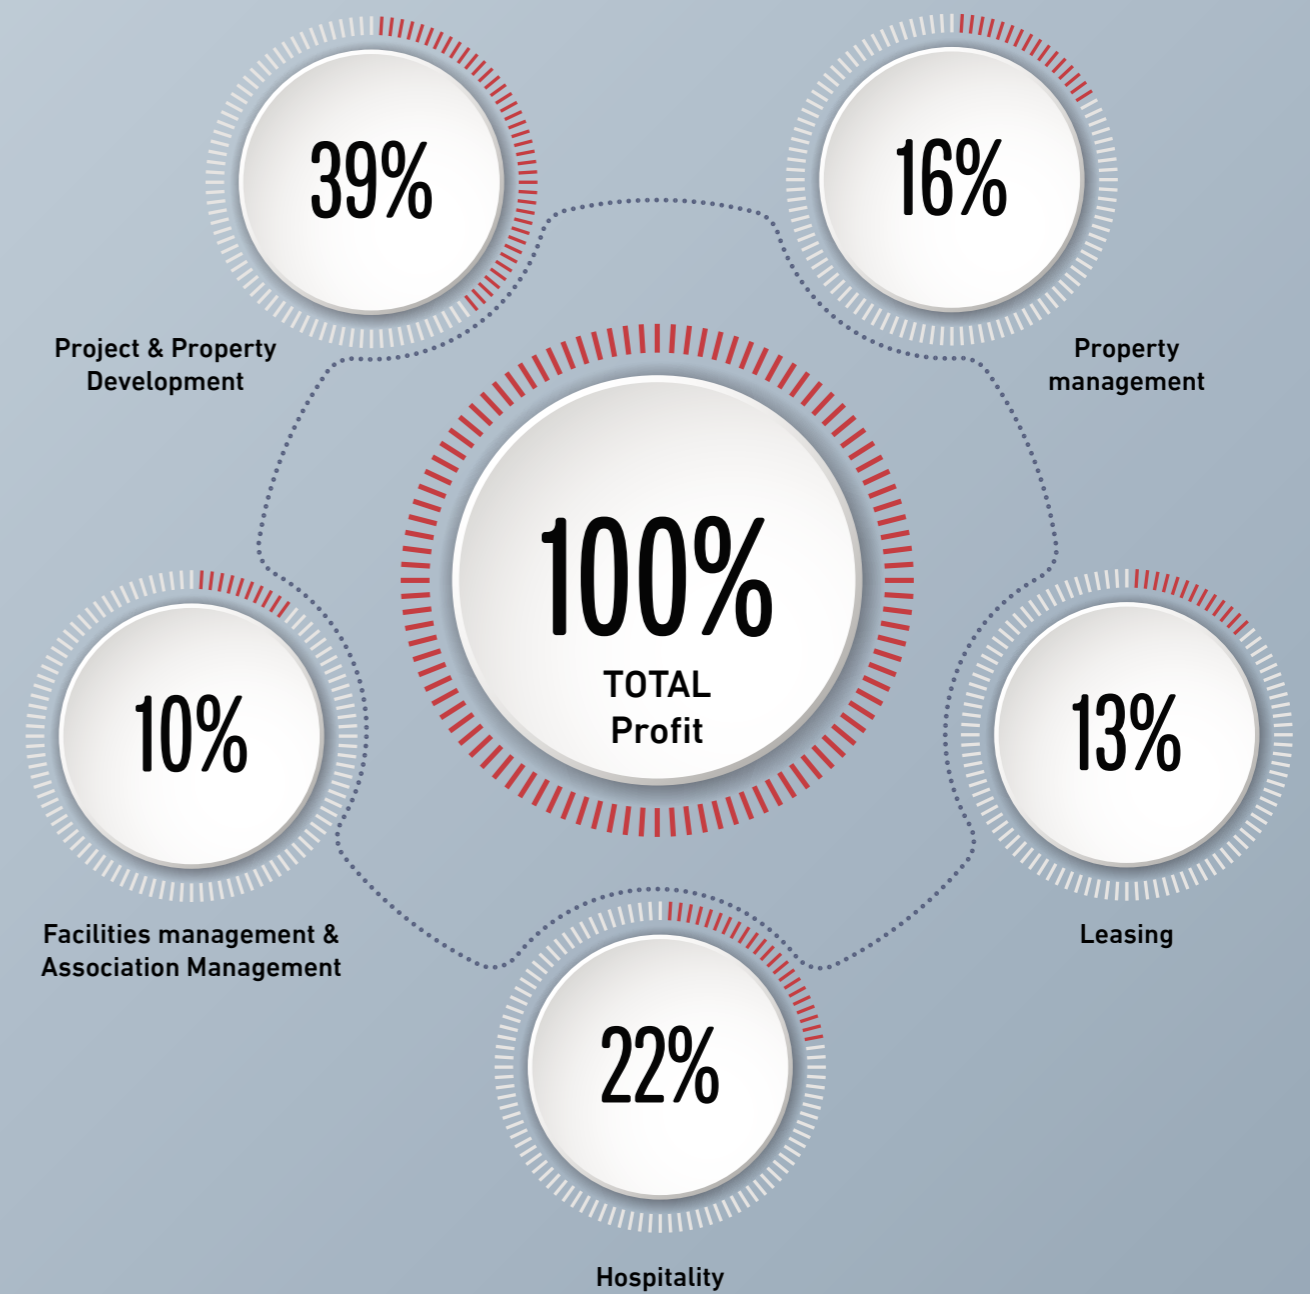 39%
Project & Property
Development
16%
Property
management
100%
TOTAL
Profit
10%
Facilities management &
Association Management
13%
Leasing
22%
Hospitality